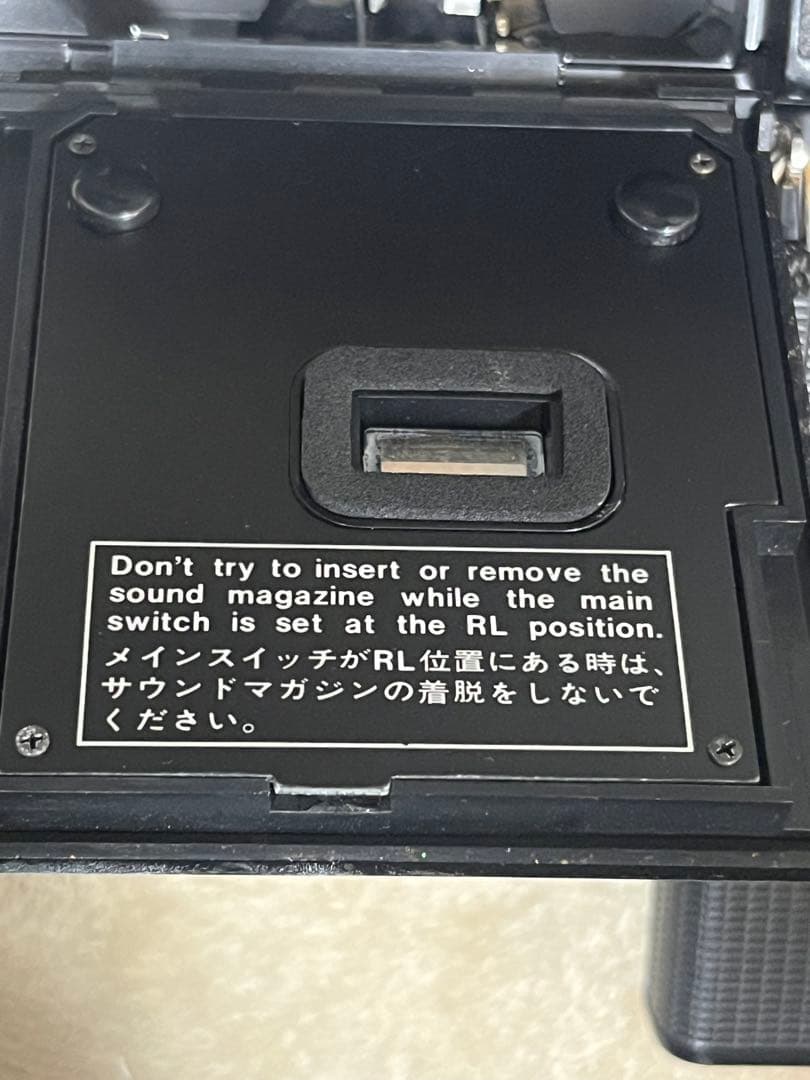 Don't try to insert or remove the
sound magazine while the main
switch is set at the RL position.
メインスイッチがRL位置にある時は、
サウンドマガジンの着脱をしないで
ください。